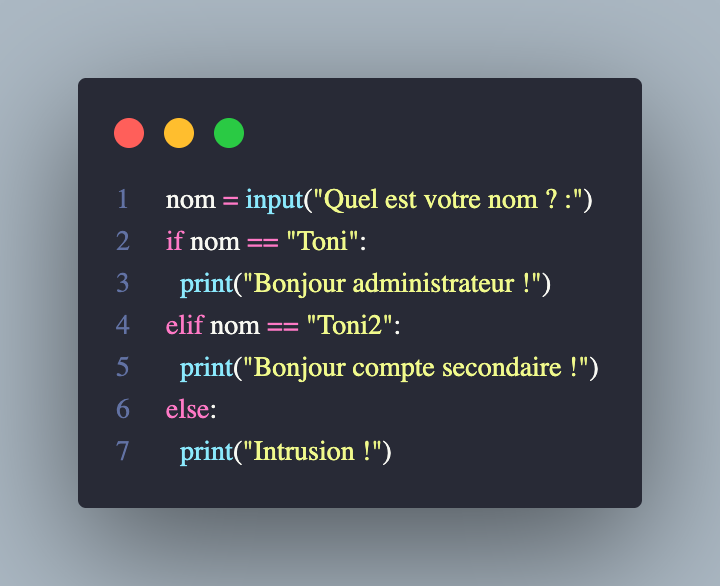 1 nom = input("Quel est votre nom ? :")
2 if nom == "Toni":
3 print("Bonjour administrateur !")
4 elif nom == "Toni2":
5 print("Bonjour compte secondaire !")
6 else:
7 print("Intrusion !")